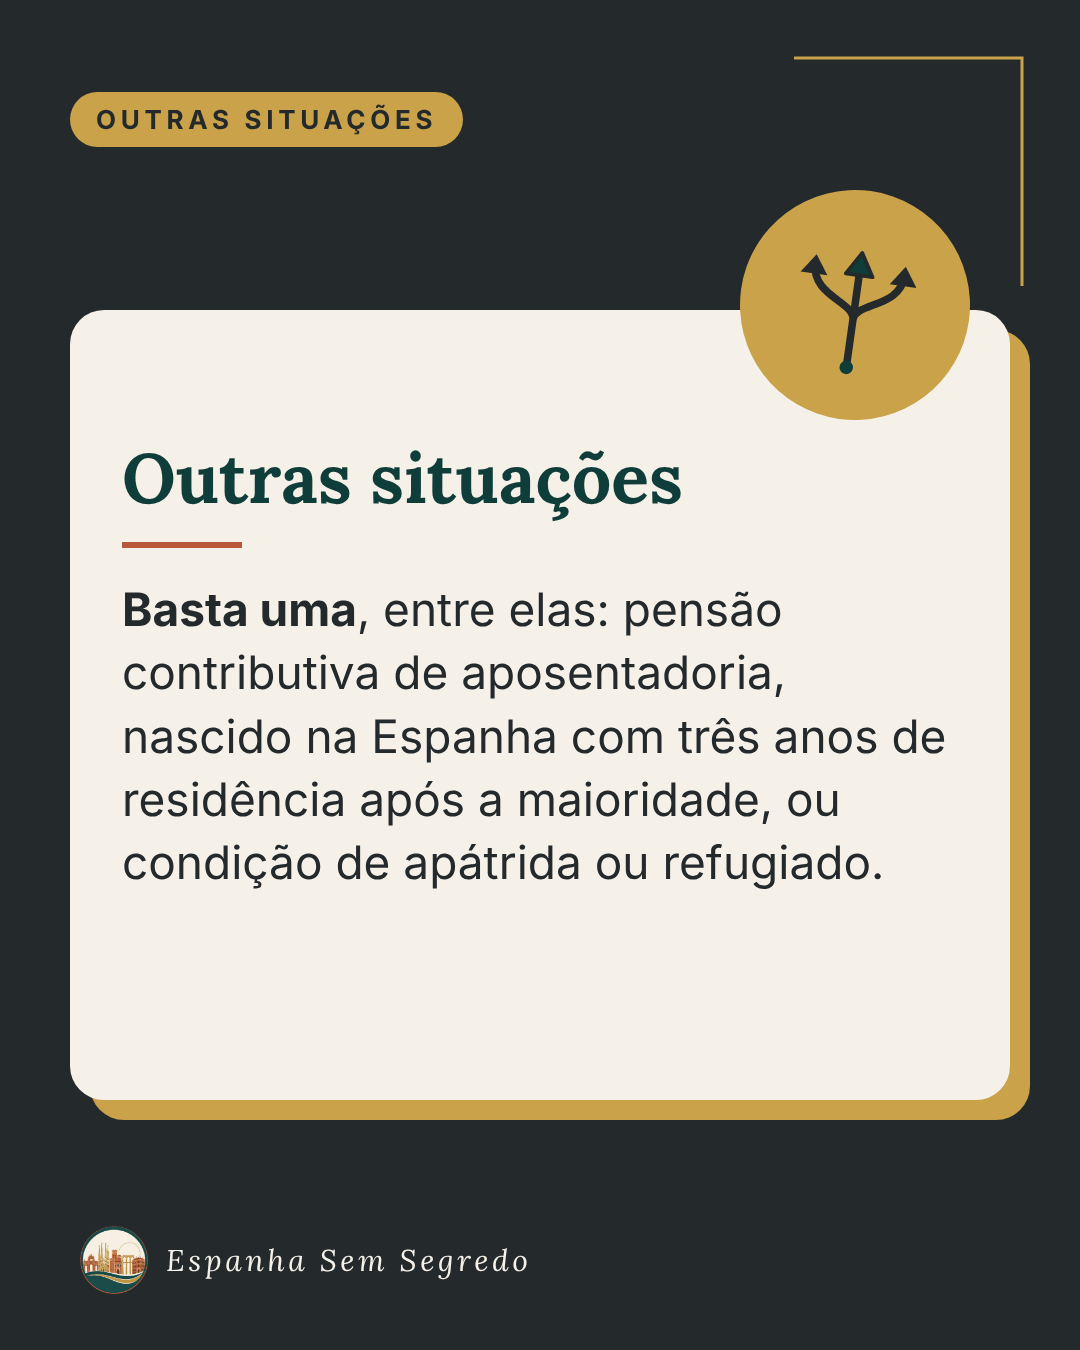 OUTRAS SITUAÇÕES
Outras situações
Basta uma, entre elas: pensão
contributiva de aposentadoria,
nascido na Espanha com três anos de
residência após a maioridade, ou
condição de apátrida ou refugiado.
Espanha Sem Segredo